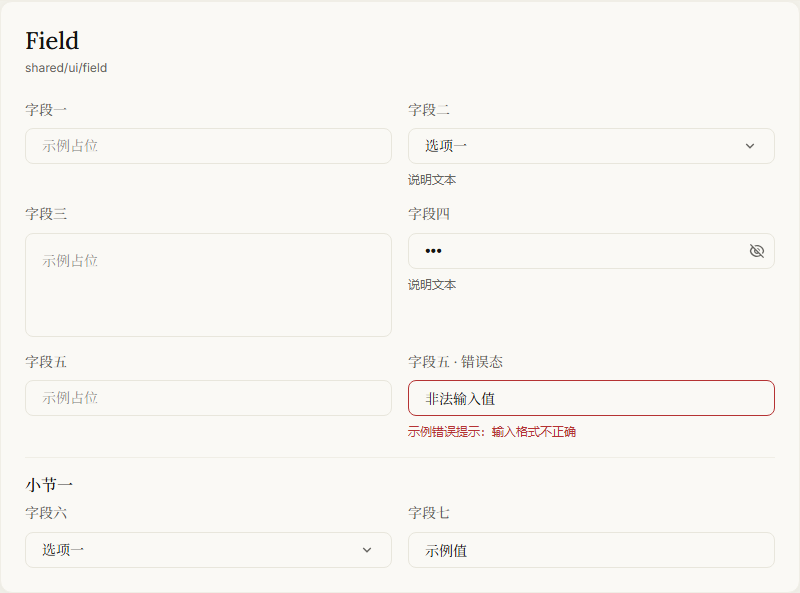 Field
shared/ui/field
字段一
字段二
示例占位
选项一
说明文本
字段三
字段四
示例占位
•••
说明文本
字段五
字段五 · 错误态
示例占位
非法输入值
示例错误提示：输入格式不正确
小节一
字段六
字段七
选项一
示例值